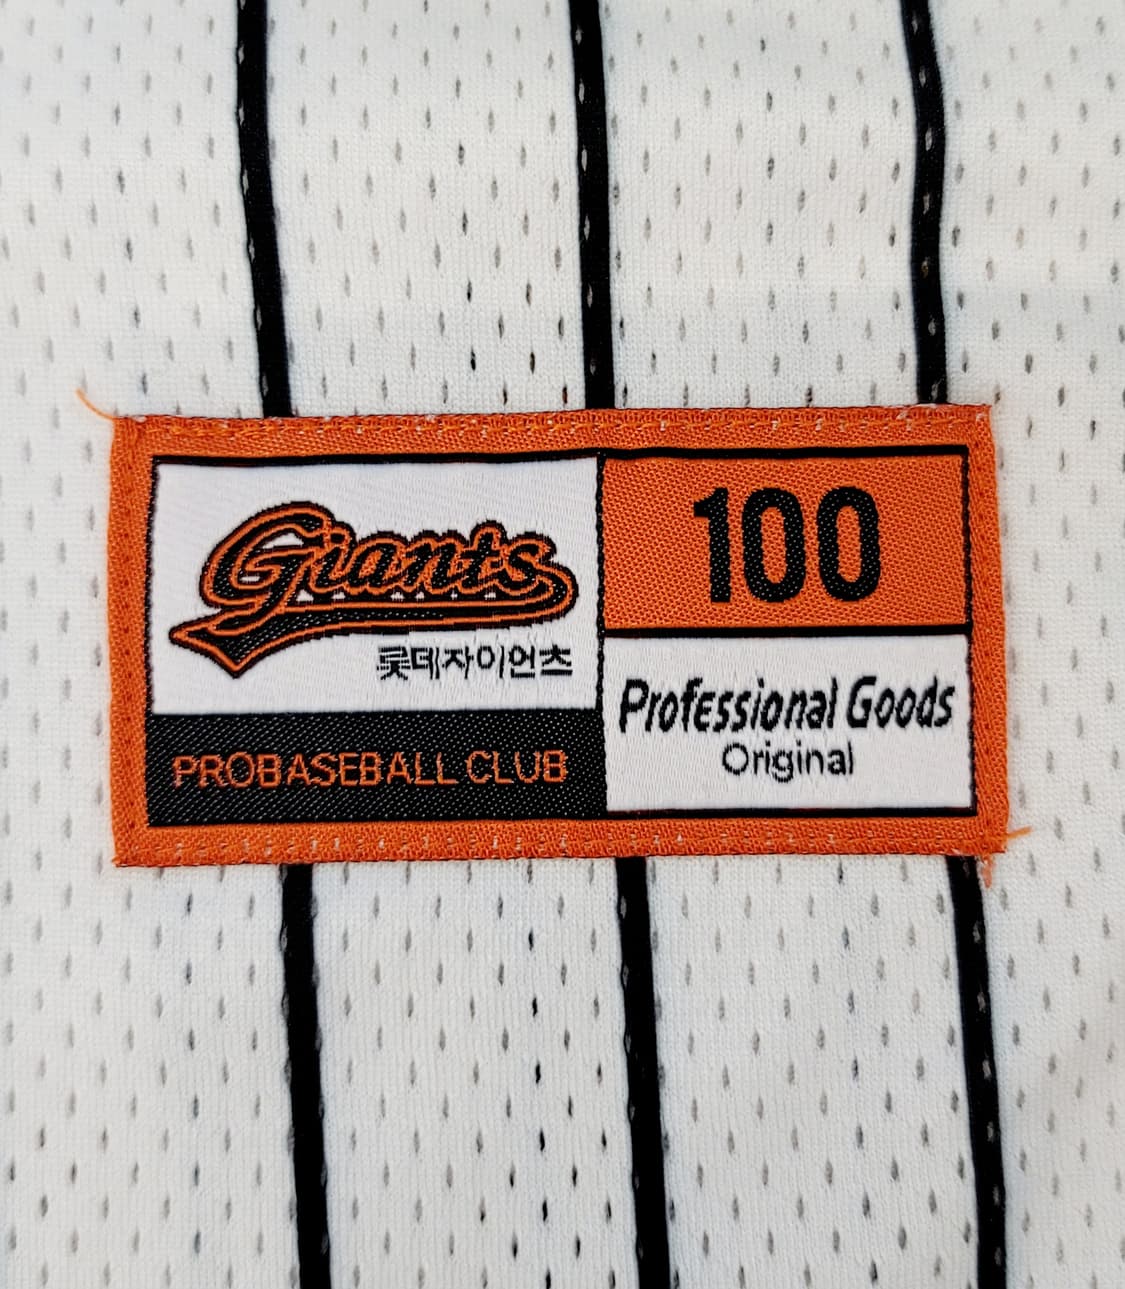 Giants
롯데자이언츠
PROBASEBALL CLUB
100
Professional Goods
Original